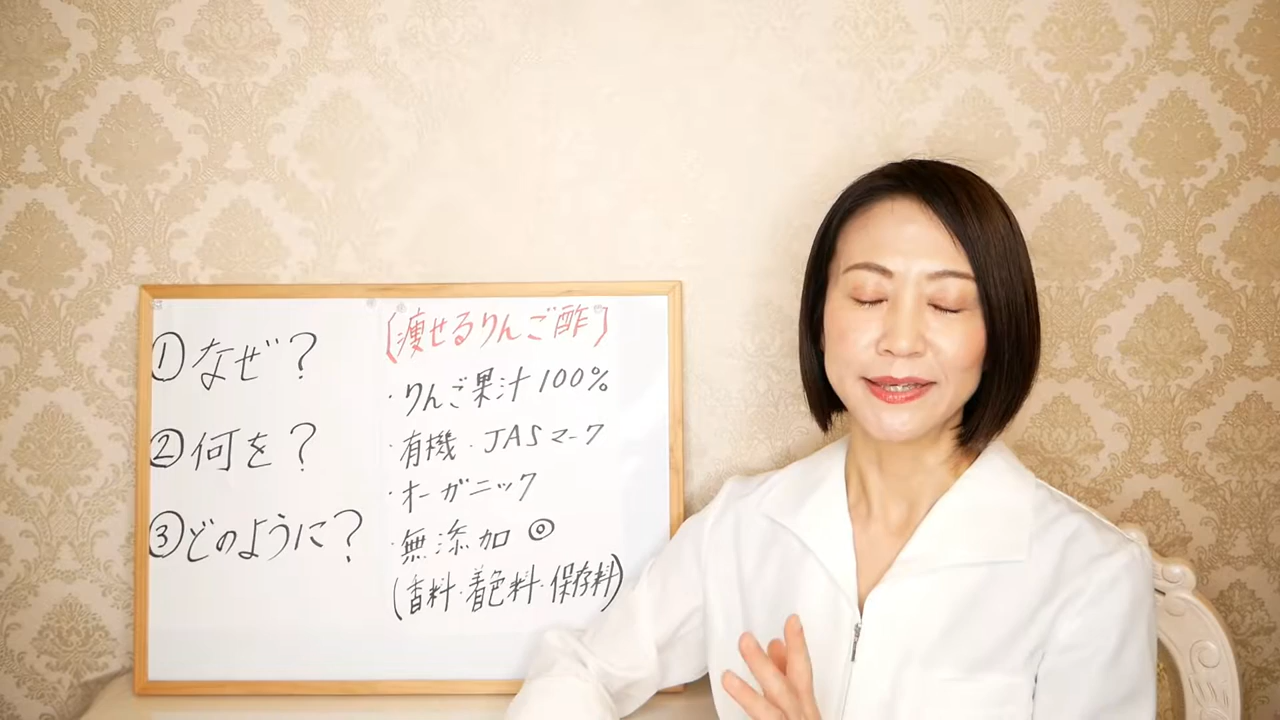 ①なぜ?
②何を?
③どのように?
[痩せるりんご酢]
・りんご果汁100%
・有機・JASマーク
・オーガニック
・無添加◎
(香料・着色料・保存料)